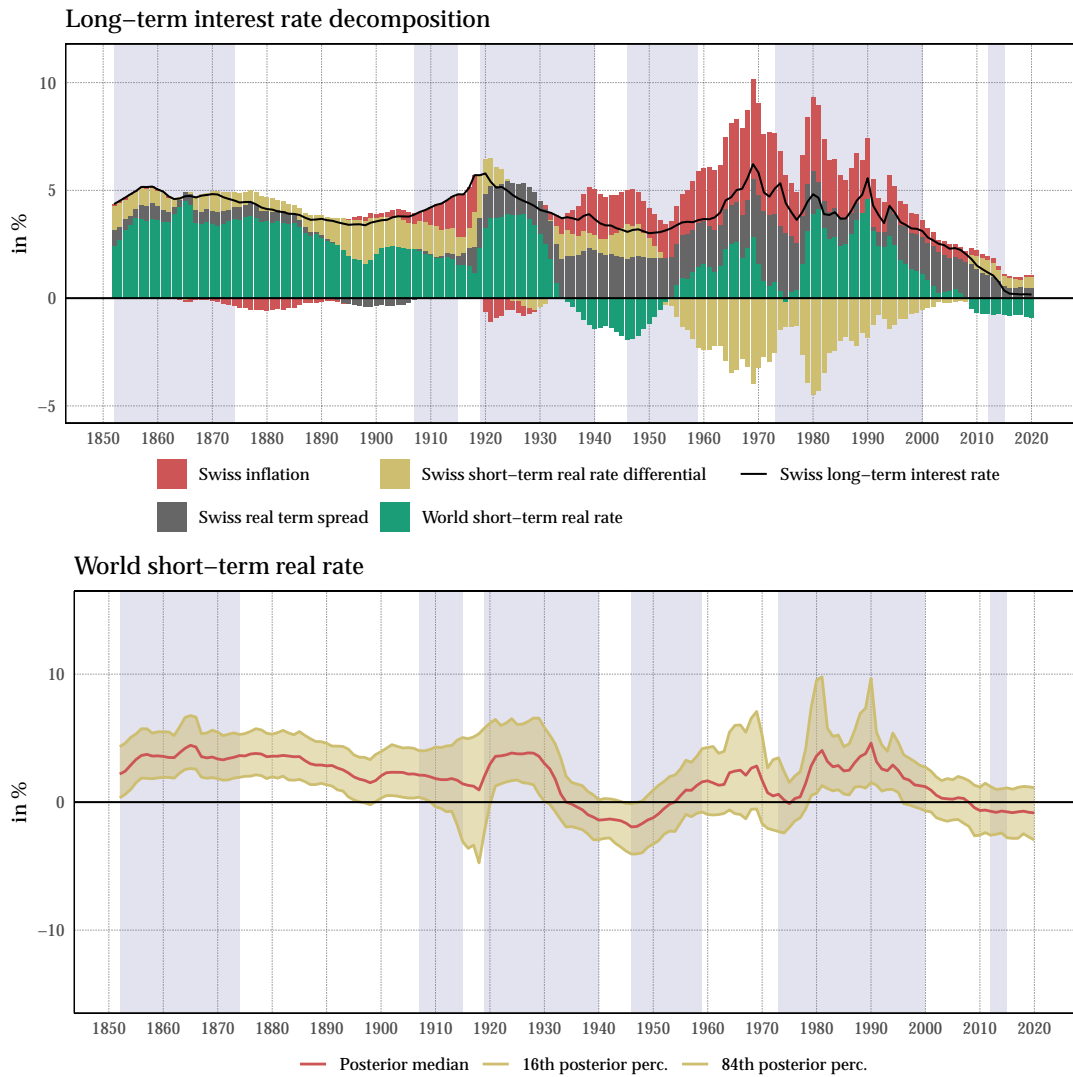 Long−term interest rate decomposition
10
5
0
−5
in %
1850 1860 1870 1880 1890 1900 1910 1920 1930 1940 1950 1960 1970 1980 1990 2000 2010 2020
Swiss inflation Swiss short−term real rate differential Swiss long−term interest rate
Swiss real term spread World short−term real rate
World short−term real rate
10
0
−10
in %
1850 1860 1870 1880 1890 1900 1910 1920 1930 1940 1950 1960 1970 1980 1990 2000 2010 2020
Posterior median 16th posterior perc. 84th posterior perc.